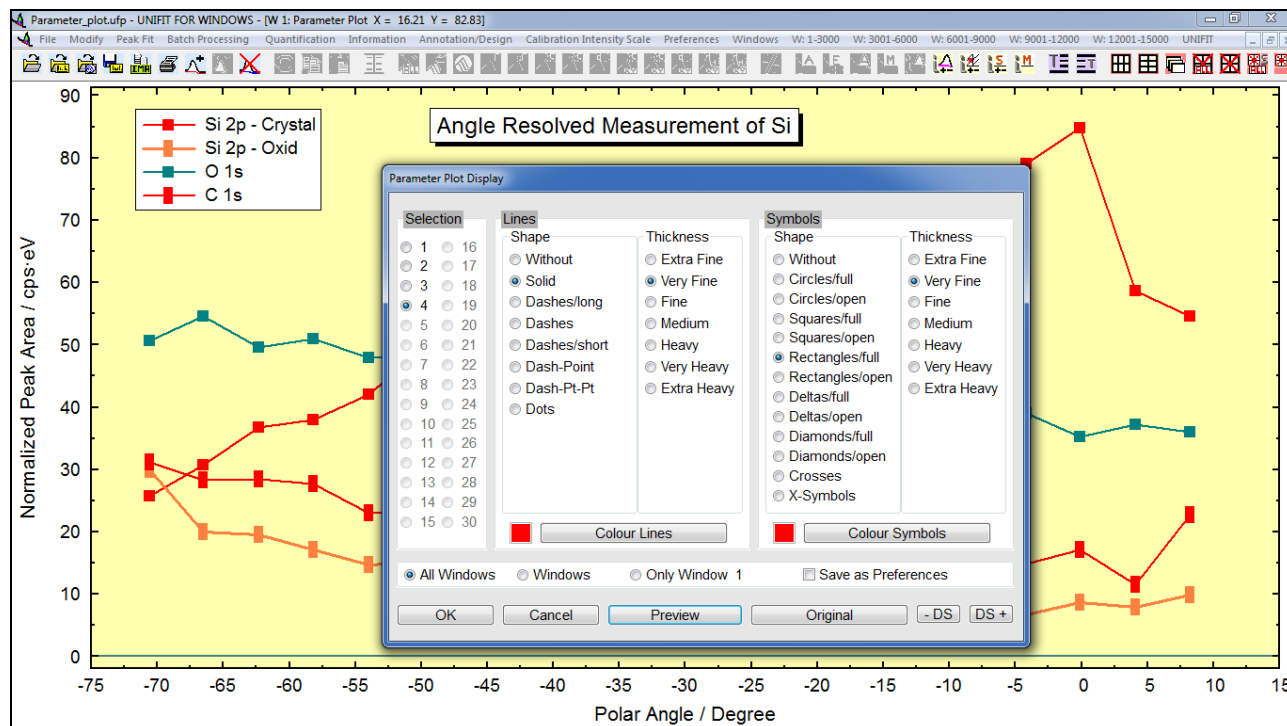 Parameter_plot.ufp - UNIFIT FOR WINDOWS - [W 1: Parameter Plot X = 16.21 Y = 82.83]
File Modify Peak Fit Batch Processing Quantification Information Annotation/Design Calibration Intensity Scale Preferences Windows W: 1-3000 W: 3001-6000 W: 6001-9000 W: 9001-12000 W: 12001-15000 UNIFIT
Angle Resolved Measurement of Si
Si 2p - Crystal
Si 2p - Oxid
O 1s
C 1s
Normalized Peak Area / cps·eV
90
80
70
60
50
40
30
20
10
0
Parameter Plot Display
Selection
1 16
2 17
3 18
4 19
5 20
6 21
7 22
8 23
9 24
10 25
11 26
12 27
13 28
14 29
15 30
Lines
Shape
Without
Solid
Dashes/long
Dashes
Dashes/short
Dash-Point
Dash-Pt-Pt
Dots
Thickness
Extra Fine
Very Fine
Fine
Medium
Heavy
Very Heavy
Extra Heavy
Colour Lines
Symbols
Shape
Without
Circles/full
Circles/open
Squares/full
Squares/open
Rectangles/full
Rectangles/open
Deltas/full
Deltas/open
Diamonds/full
Diamonds/open
Crosses
X-Symbols
Thickness
Extra Fine
Very Fine
Fine
Medium
Heavy
Very Heavy
Extra Heavy
Colour Symbols
All Windows Windows Only Window 1 Save as Preferences
OK Cancel Preview Original - DS DS +
-75 -70 -65 -60 -55 -50 -45 -40 -35 -30 -25 -20 -15 -10 -5 0 5 10 15
Polar Angle / Degree